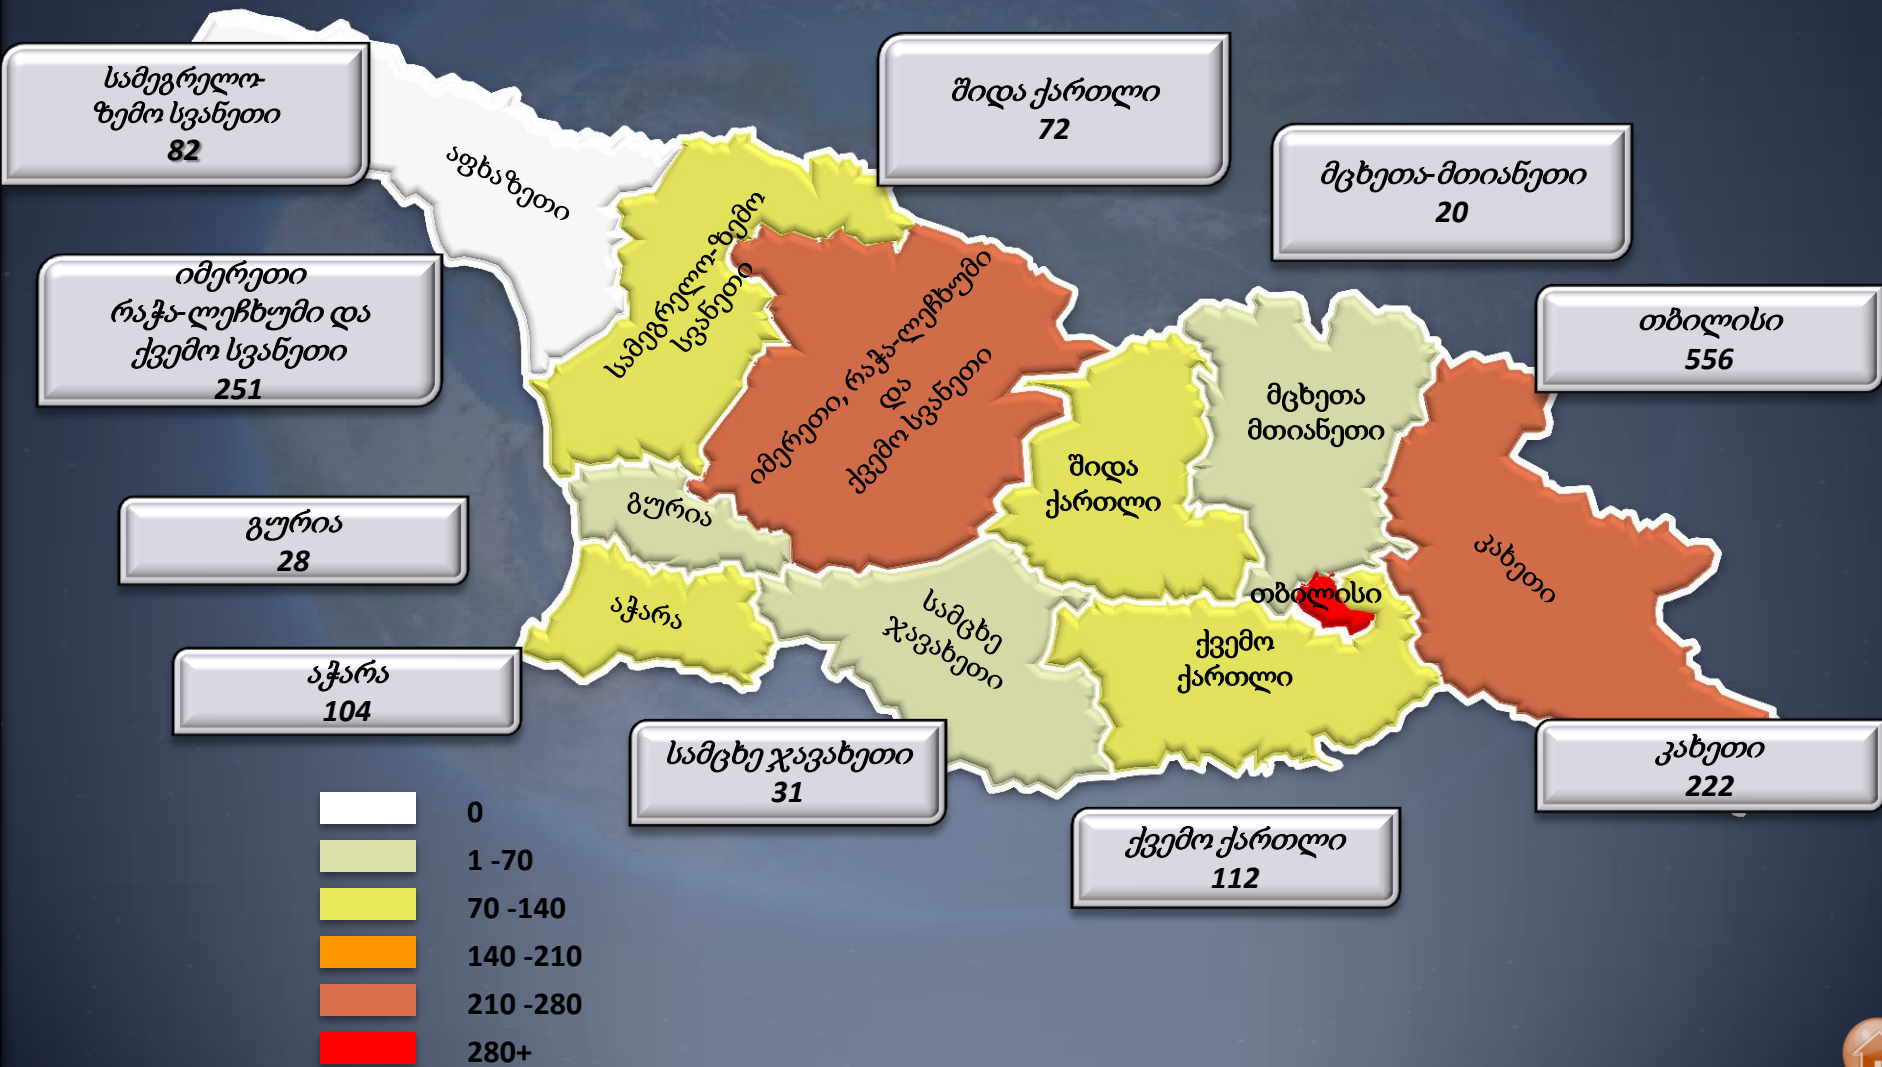 სამეგრელო-
ზემო სვანეთი
82
შიდა ქართლი
72
მცხეთა-მთიანეთი
20
იმერეთი
რაჭა-ლეჩხუმი და
ქვემო სვანეთი
251
თბილისი
556
გურია
28
აჭარა
104
სამცხე ჯავახეთი
31
ქვემო ქართლი
112
კახეთი
222
აფხაზეთი
სამეგრელო-ზემო
სვანეთი
იმერეთი, რაჭა-ლეჩხუმი
და
ქვემო სვანეთი
მცხეთა
მთიანეთი
შიდა
ქართლი
გურია
აჭარა
სამცხე
ჯავახეთი
თბილისი
ქვემო
ქართლი
კახეთი
0
1 -70
70 -140
140 -210
210 -280
280+